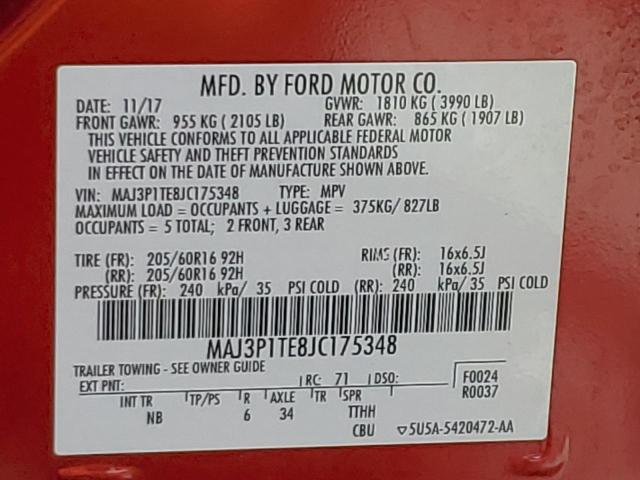 MFD. BY FORD MOTOR CO.
DATE: 11/17 GVWR: 1810 KG ( 3990 LB)
FRONT GAWR: 955 KG ( 2105 LB) REAR GAWR: 865 KG ( 1907 LB)
THIS VEHICLE CONFORMS TO ALL APPLICABLE FEDERAL MOTOR
VEHICLE SAFETY AND THEFT PREVENTION STANDARDS
IN EFFECT ON THE DATE OF MANUFACTURE SHOWN ABOVE.
VIN: MAJ3P1TE8JC175348 TYPE: MPV
MAXIMUM LOAD = OCCUPANTS + LUGGAGE = 375KG/ 827LB
OCCUPANTS = 5 TOTAL; 2 FRONT, 3 REAR
TIRE (FR): 205/60R16 92H RIMS (FR): 16x6.5J
(RR): 205/60R16 92H (RR): 16x6.5J
PRESSURE (FR): 240 kPa/ 35 PSI COLD (RR): 240 kPa/ 35 PSI COLD
MAJ3P1TE8JC175348
TRAILER TOWING - SEE OWNER GUIDE
EXT PNT: RC: 71 DSO: F0024
INT TR TP/PS R AXLE TR SPR R0037
NB 6 34 TTHH
CBU 5U5A-5420472-AA